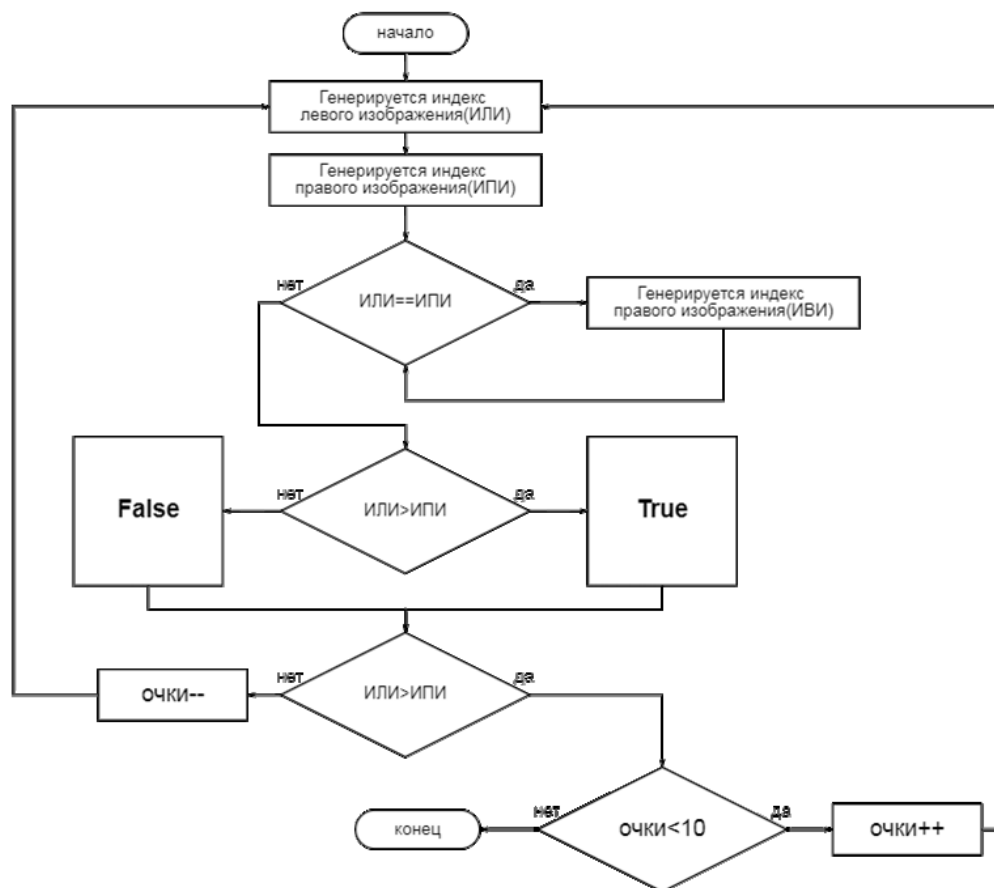 начало
Генерируется индекс
левого изображения(ИЛИ)
Генерируется индекс
правого изображения(ИПИ)
нет
ИЛИ==ИПИ
да
Генерируется индекс
правого изображения(ИВИ)
False
нет
ИЛИ>ИПИ
да
True
очки--
нет
ИЛИ>ИПИ
да
конец
нет
очки<10
да
очки++